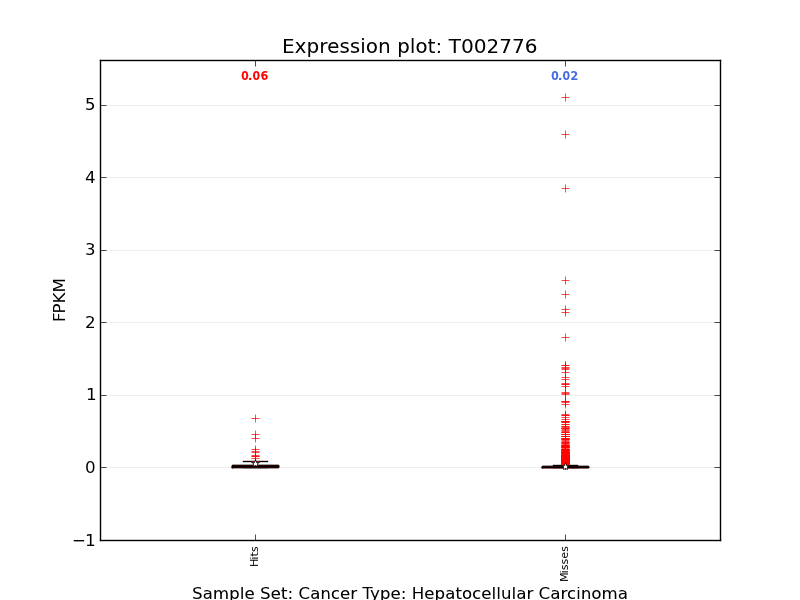 Expression plot: T002776
0.06
0.02
5
4
3
2
1
0
−1
FPKM
Hits
Misses
Sample Set: Cancer Type: Hepatocellular Carcinoma